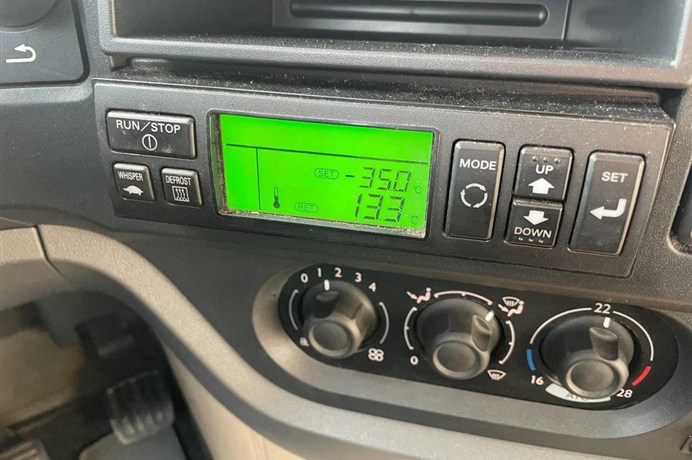 RUN/STOP
WHISPER
DEFROST
SET -35.0 °C
RET 13.3 °C
MODE
UP
DOWN
SET
0 1 2 3 4
0
16 22 28